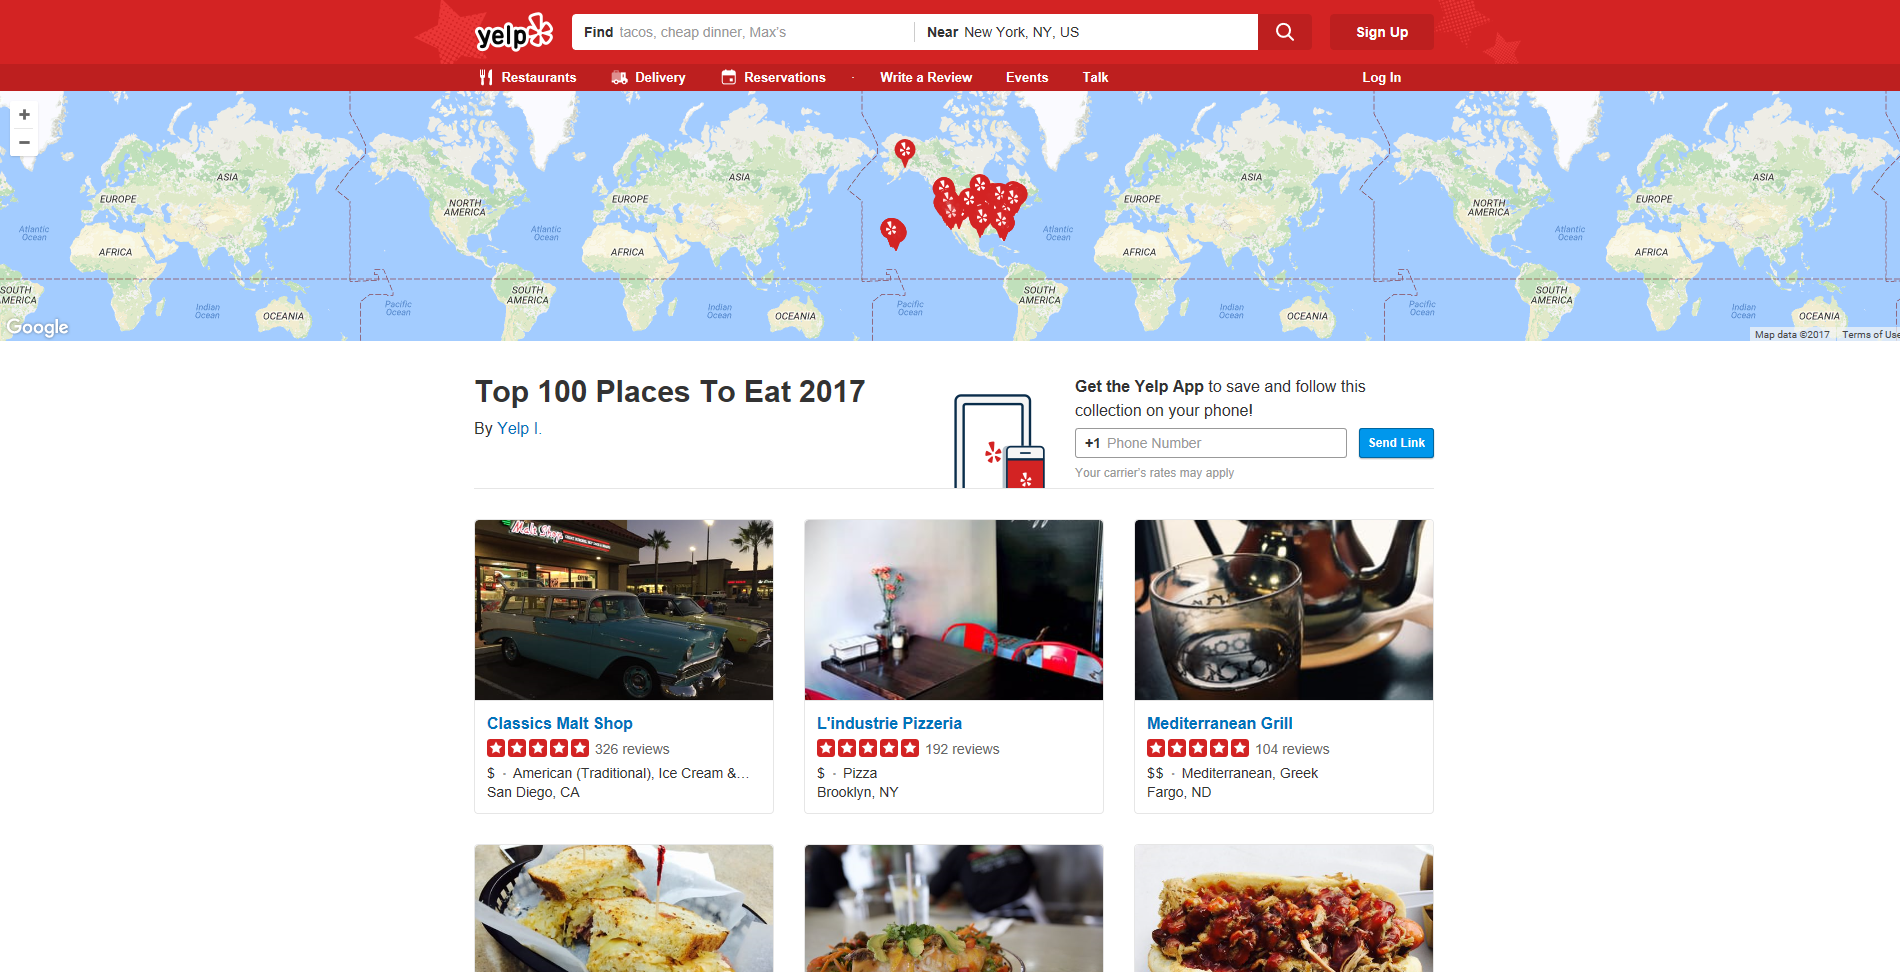 yelp
Find tacos, cheap dinner, Max's
Near New York, NY, US
Sign Up
Restaurants
Delivery
Reservations
Write a Review
Events
Talk
Log In
+
−
ASIA
EUROPE
NORTH AMERICA
Atlantic Ocean
AFRICA
SOUTH AMERICA
Indian Ocean
OCEANIA
Pacific Ocean
ASIA
EUROPE
Atlantic Ocean
AFRICA
SOUTH AMERICA
Indian Ocean
OCEANIA
Pacific Ocean
ASIA
EUROPE
NORTH AMERICA
Atlantic Ocean
AFRICA
SOUTH AMERICA
Indian Ocean
OCEANIA
Pacific Ocean
ASIA
EUROPE
Atlantic Ocean
AFRICA
SOUTH AMERICA
Indian Ocean
OCEANIA
Google
Map data ©2017
Terms of Use
Top 100 Places To Eat 2017
By Yelp I.
Get the Yelp App to save and follow this
collection on your phone!
+1 Phone Number
Send Link
Your carrier's rates may apply
Malt Shop
Classics Malt Shop
326 reviews
$ · American (Traditional), Ice Cream &...
San Diego, CA
L'industrie Pizzeria
192 reviews
$ · Pizza
Brooklyn, NY
Mediterranean Grill
104 reviews
$$ · Mediterranean, Greek
Fargo, ND